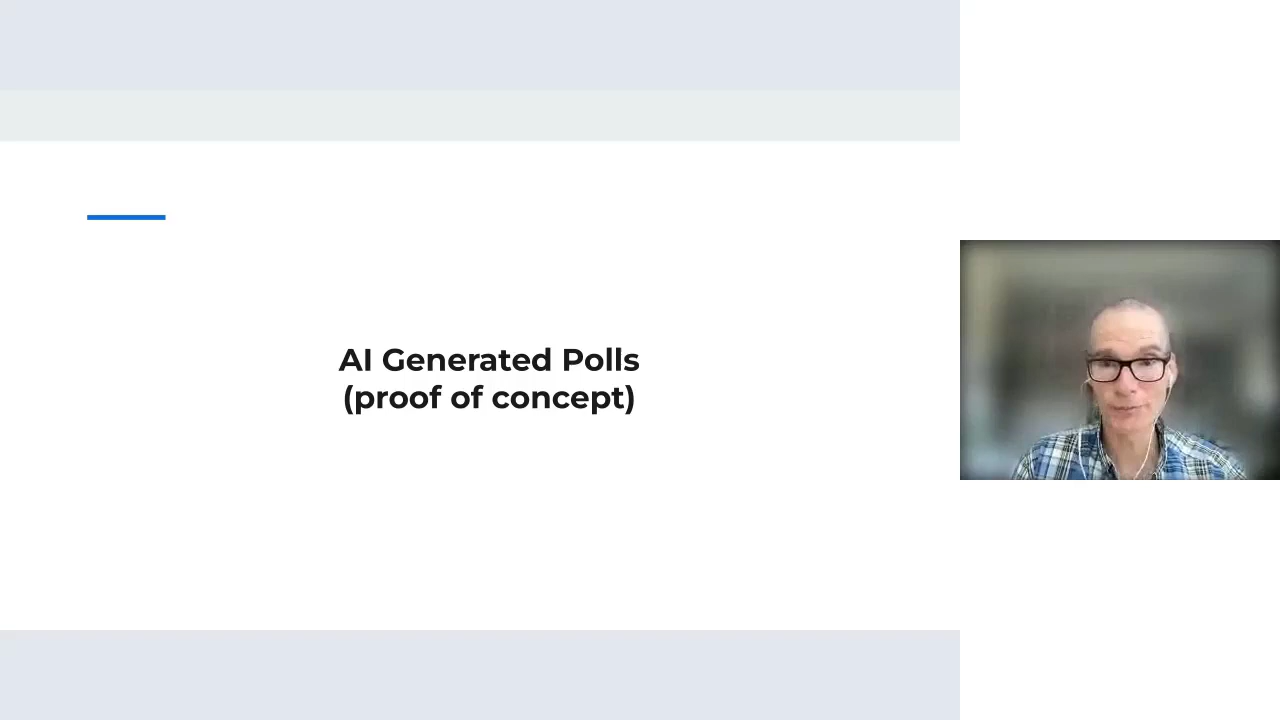 AI Generated Polls
(proof of concept)